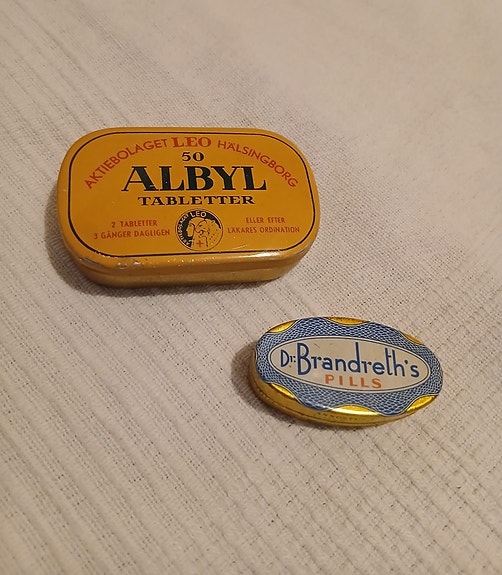 AKTIEBOLAGET LEO HÄLSINGBORG
50
ALBYL
TABLETTER
2 TABLETTER
3 GÅNGER DAGLIGEN
ELLER EFTER
LÄKARES ORDINATION
LEO
Dr. Brandreth's
PILLS